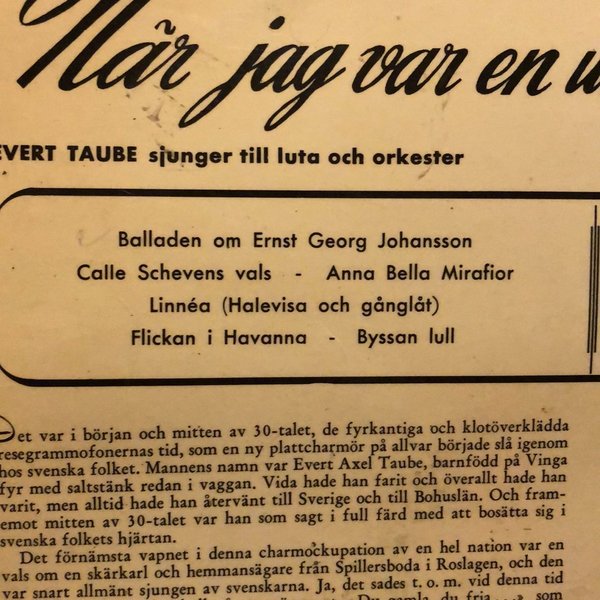 När jag var en u
EVERT TAUBE sjunger till luta och orkester
Balladen om Ernst Georg Johansson
Calle Schevens vals - Anna Bella Mirafior
Linnéa (Halevisa och gånglåt)
Flickan i Havanna - Byssan lull
Det var i början och mitten av 30-talet, de fyrkantiga och klotöverklädda
resegrammofonernas tid, som en ny plattcharmör på allvar började slå igenom
hos svenska folket. Mannens namn var Evert Axel Taube, barnfödd på Vinga
fyr med saltstänk redan i vaggan. Vida hade han farit och överallt hade han
varit, men alltid hade han återvänt till Sverige och till Bohuslän. Och fram-
emot mitten av 30-talet var han som sagt i full färd med att bosätta sig i
svenska folkets hjärtan.
Det förnämsta vapnet i denna charmockupation av en hel nation var en
vals om en skärkarl och hemmansägare från Spillersboda i Roslagen, och den
var snart allmänt sjungen av svenskarna. Ja, det sades t. o. m. vid denna tid